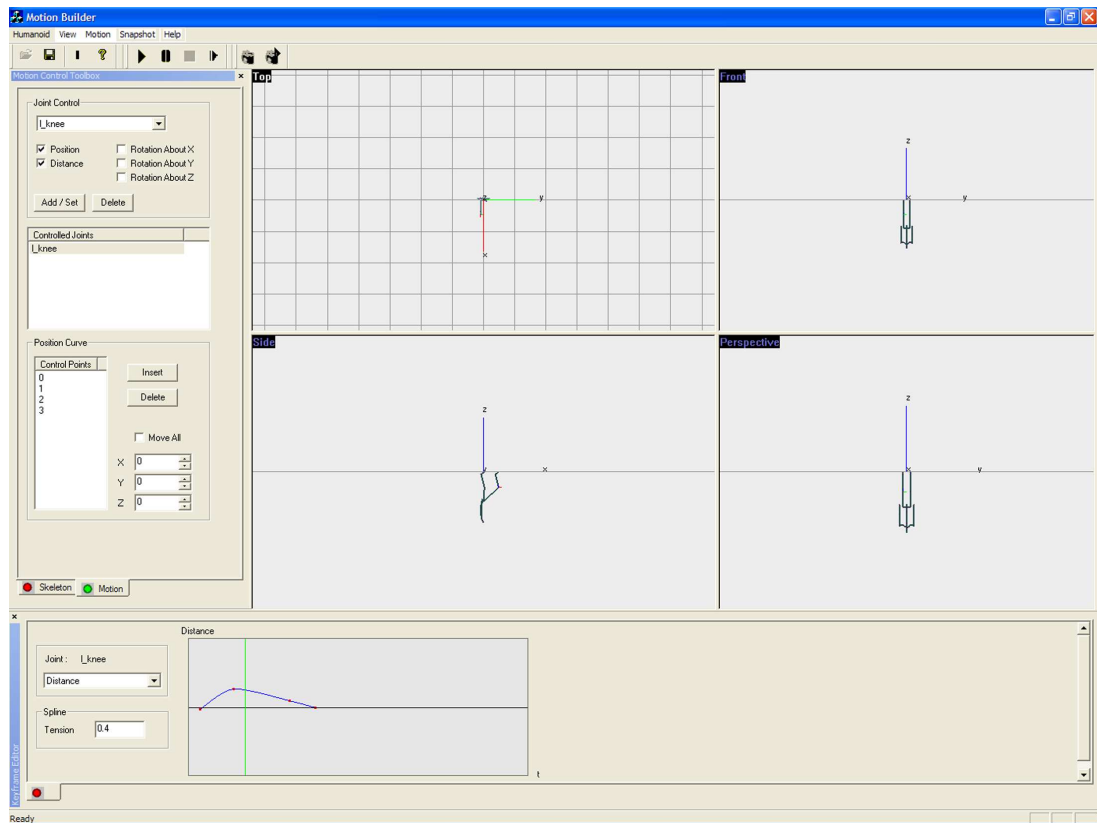 Motion Builder
Humanoid View Motion Snapshot Help
Motion Control Toolbox
Joint Control
l_knee
Position
Rotation About X
Distance
Rotation About Y
Rotation About Z
Add / Set
Delete
Controlled Joints
l_knee
Position Curve
Control Points
0
1
2
3
Insert
Delete
Move All
X 0
Y 0
Z 0
Skeleton
Motion
Top
z
y
x
Front
z
y
x
Side
z
x
Perspective
z
y
x
Keyframe Editor
Joint : l_knee
Distance
Spline
Tension 0.4
Distance
t
Ready